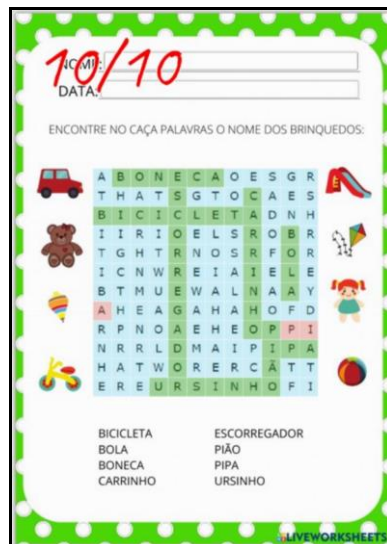 10/10
NOME:
DATA:
ENCONTRE NO CAÇA PALAVRAS O NOME DOS BRINQUEDOS:
A B O N E C A O E S G R
T H A T S G T O C A E S
B I C I C L E T A D N H
I I R I O E L S R O B R
T G H T R N O S R F O R
I C N W R E I A I E L E
B T M U E W A L N A A Y
A H E A G A H A H O F D
R P N O A E H E O P P I
N R R L D M A I P I P A
H A T W O R E R C Ã T T
E R E U R S I N H O F I
BICICLETA ESCORREGADOR
BOLA PIÃO
BONECA PIPA
CARRINHO URSINHO
LIVEWORKSHEETS